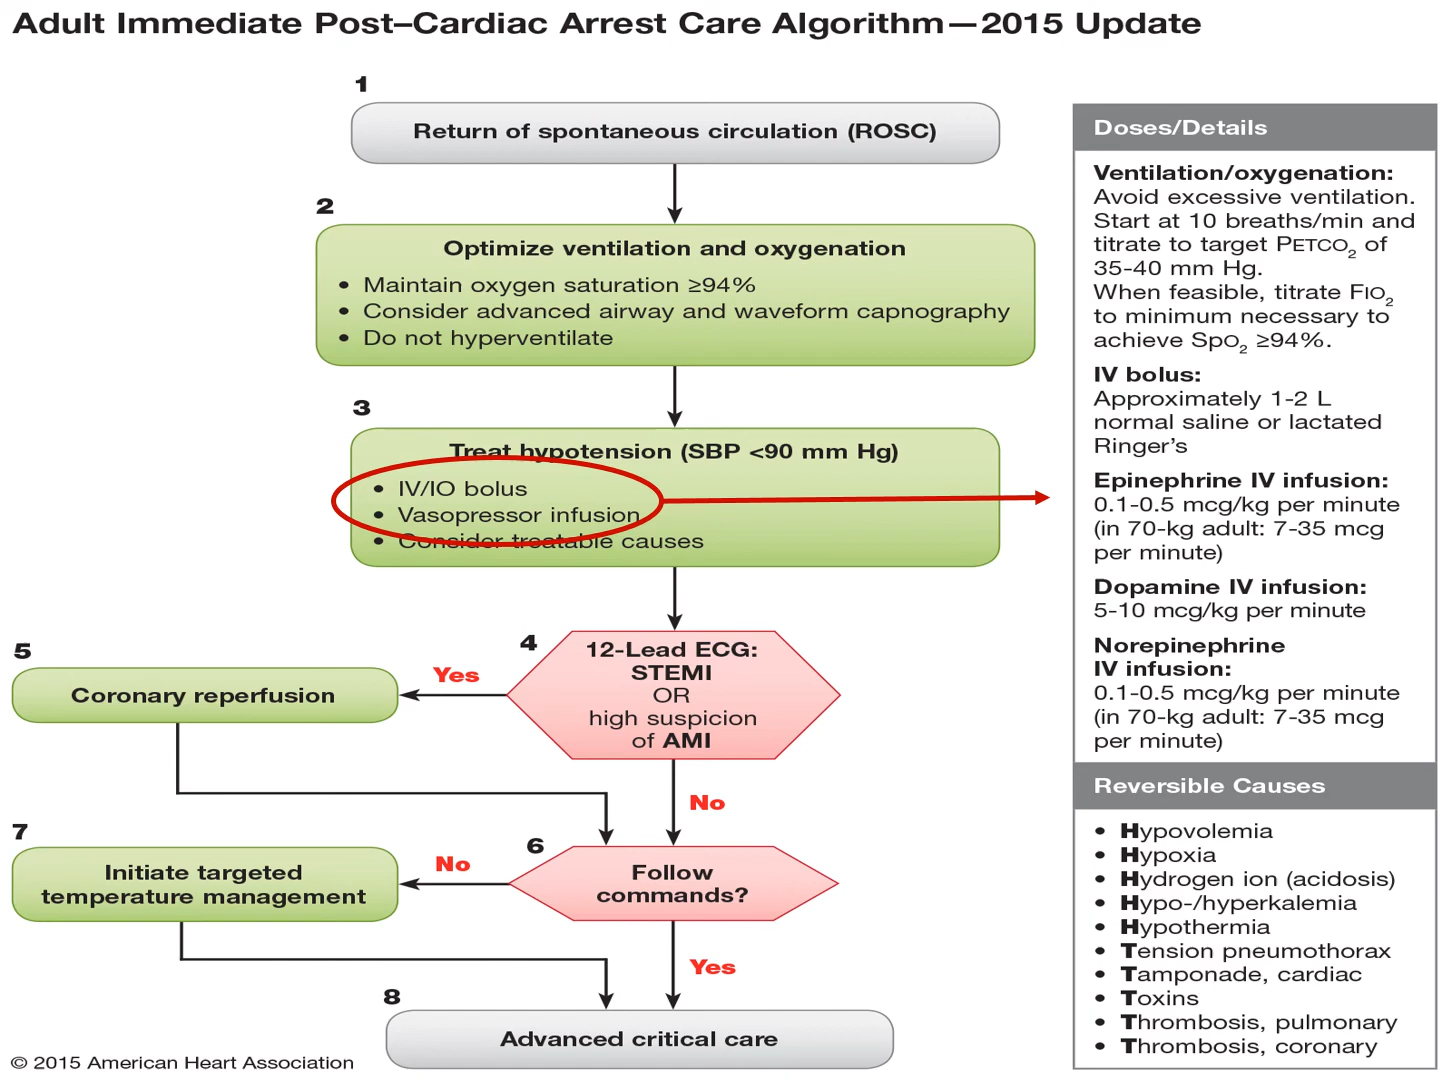 Adult Immediate Post–Cardiac Arrest Care Algorithm—2015 Update
1
Return of spontaneous circulation (ROSC)
2
Optimize ventilation and oxygenation
• Maintain oxygen saturation ≥94%
• Consider advanced airway and waveform capnography
• Do not hyperventilate
3
Treat hypotension (SBP <90 mm Hg)
• IV/IO bolus
• Vasopressor infusion
• Consider treatable causes
4
12-Lead ECG:
STEMI
OR
high suspicion
of AMI
Yes
5
Coronary reperfusion
No
6
Follow
commands?
No
7
Initiate targeted
temperature management
Yes
8
Advanced critical care
© 2015 American Heart Association
Doses/Details
Ventilation/oxygenation:
Avoid excessive ventilation.
Start at 10 breaths/min and
titrate to target PETCO2 of
35-40 mm Hg.
When feasible, titrate FIO2
to minimum necessary to
achieve SpO2 ≥94%.
IV bolus:
Approximately 1-2 L
normal saline or lactated
Ringer's
Epinephrine IV infusion:
0.1-0.5 mcg/kg per minute
(in 70-kg adult: 7-35 mcg
per minute)
Dopamine IV infusion:
5-10 mcg/kg per minute
Norepinephrine
IV infusion:
0.1-0.5 mcg/kg per minute
(in 70-kg adult: 7-35 mcg
per minute)
Reversible Causes
• Hypovolemia
• Hypoxia
• Hydrogen ion (acidosis)
• Hypo-/hyperkalemia
• Hypothermia
• Tension pneumothorax
• Tamponade, cardiac
• Toxins
• Thrombosis, pulmonary
• Thrombosis, coronary